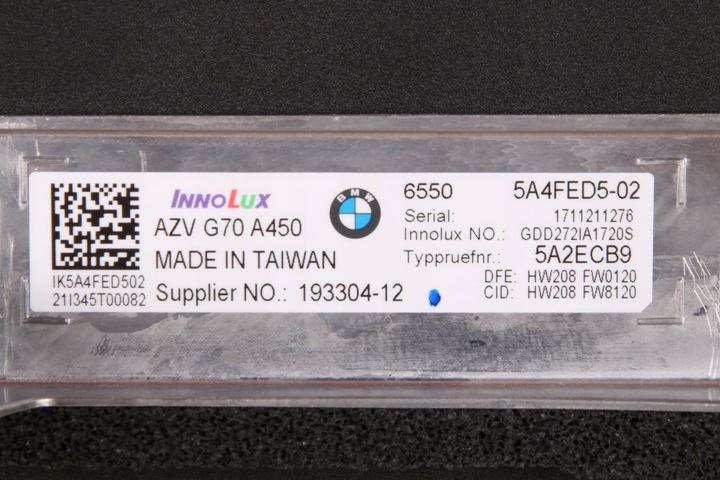 INNOLUX
AZV G70 A450
MADE IN TAIWAN
Supplier NO.: 193304-12
IK5A4FED502
21I345T00082
BMW
6550 5A4FED5-02
Serial: 1711211276
Innolux NO.: GDD272IA1720S
Typpruefnr.: 5A2ECB9
DFE: HW208 FW0120
CID: HW208 FW8120